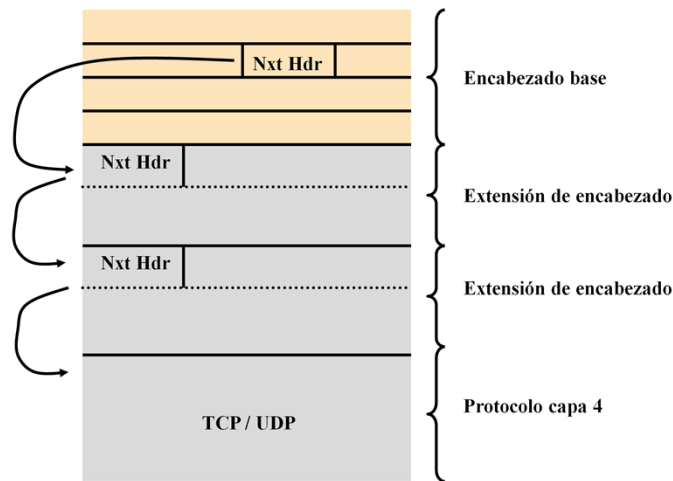 Nxt Hdr
Encabezado base
Nxt Hdr
Extensión de encabezado
Nxt Hdr
Extensión de encabezado
Protocolo capa 4
TCP / UDP